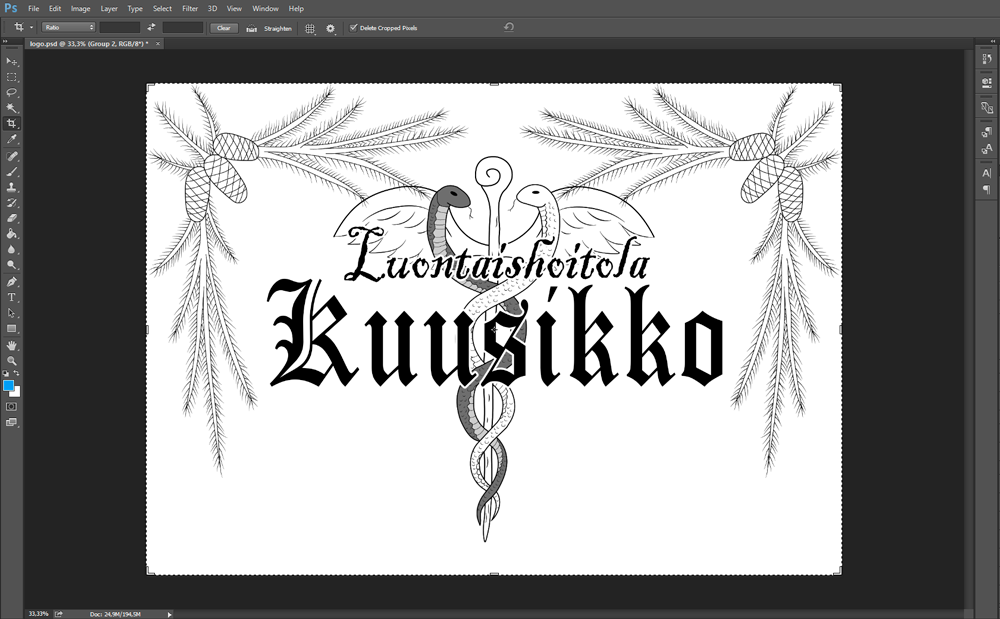 Ps File Edit Image Layer Type Select Filter 3D View Window Help
Ratio Clear Straighten Delete Cropped Pixels
logo.psd @ 33,3% (Group 2, RGB/8*) * ×
Luontaishoitola
Kuusikko
33.33% Doc: 24,9M/194,5M